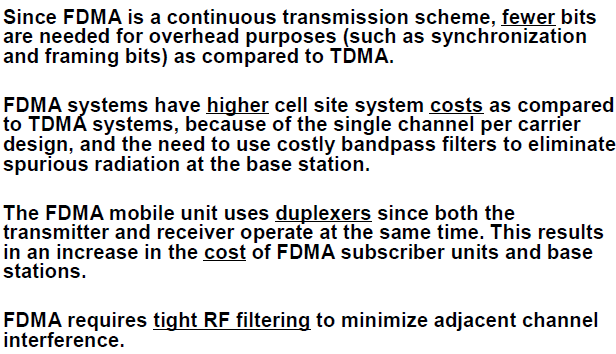 Since FDMA is a continuous transmission scheme, fewer bits
are needed for overhead purposes (such as synchronization
and framing bits) as compared to TDMA.
FDMA systems have higher cell site system costs as compared
to TDMA systems, because of the single channel per carrier
design, and the need to use costly bandpass filters to eliminate
spurious radiation at the base station.
The FDMA mobile unit uses duplexers since both the
transmitter and receiver operate at the same time. This results
in an increase in the cost of FDMA subscriber units and base
stations.
FDMA requires tight RF filtering to minimize adjacent channel
interference.